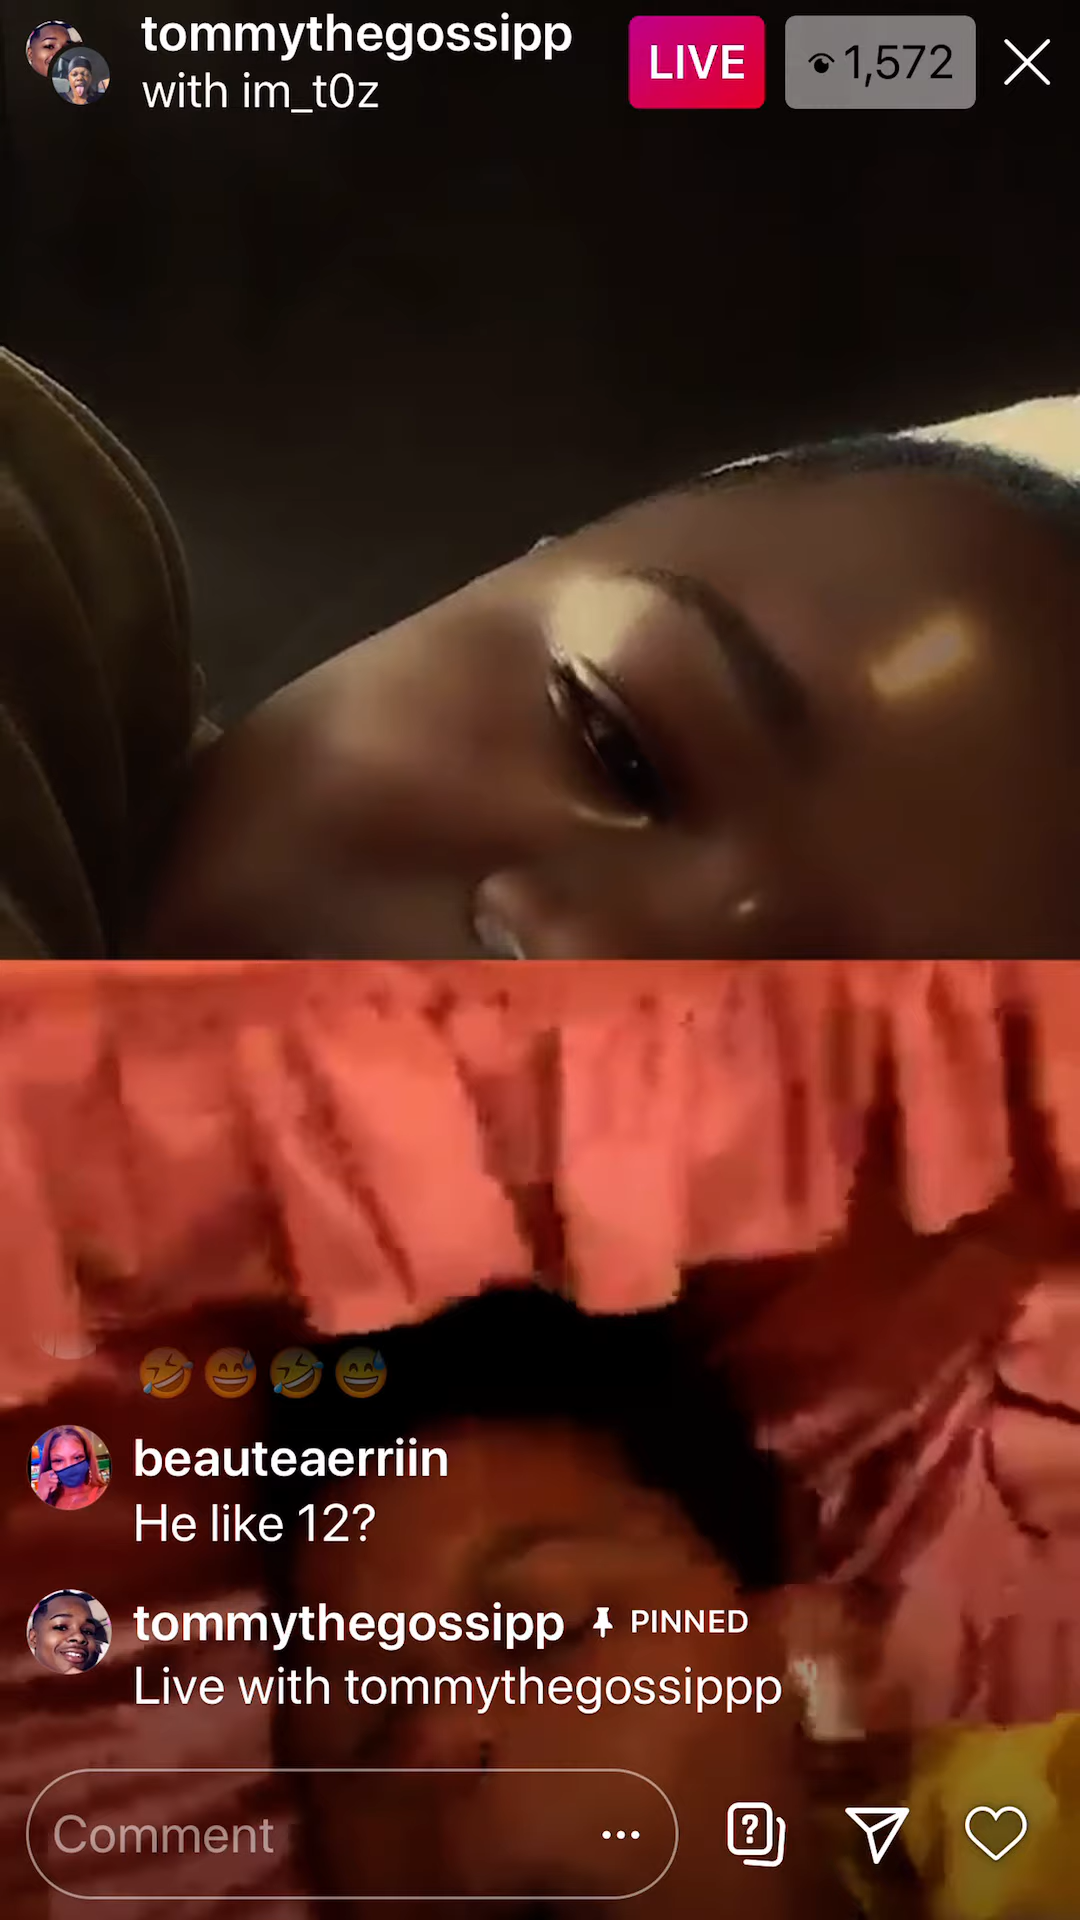 tommythegossipp
with im_t0z
LIVE
1,572
🤣😅🤣😅
beauteaerriin
He like 12?
tommythegossipp PINNED
Live with tommythegossippp
Comment